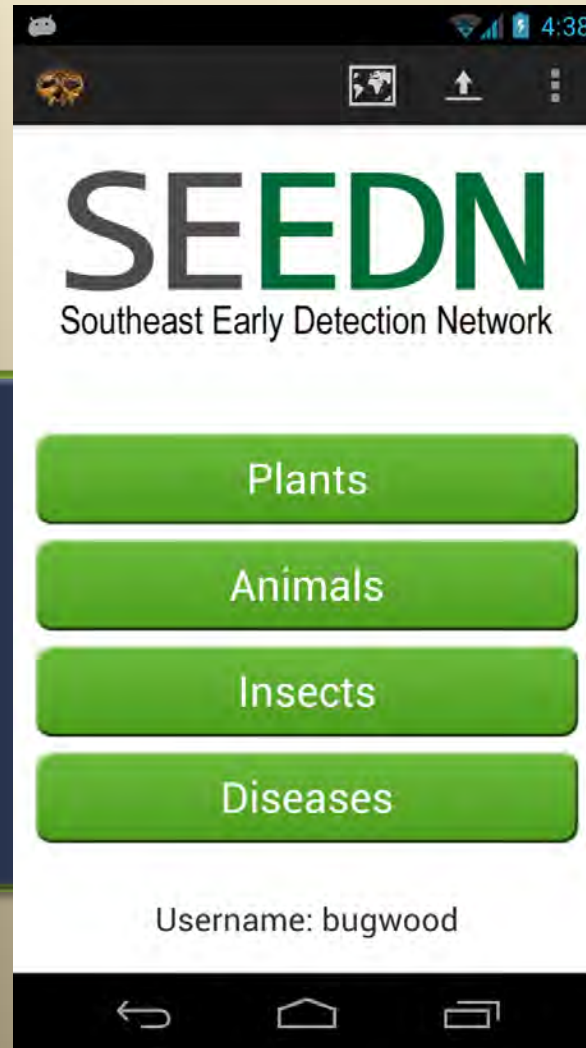 4:38
SEEDN
Southeast Early Detection Network
Plants
Animals
Insects
Diseases
Username: bugwood